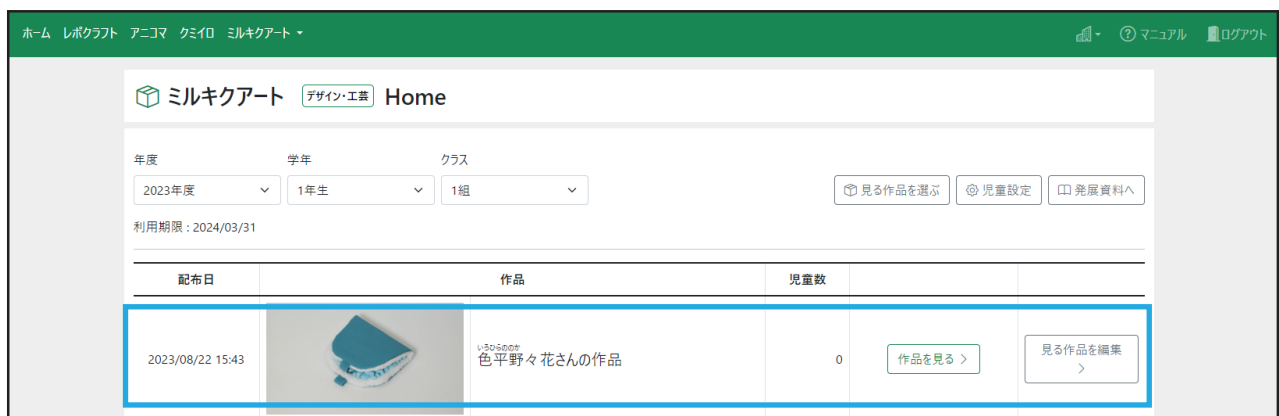 ホーム レポクラフト アニコマ クミイロ ミルキクアート マニュアル ログアウト
ミルキクアート デザイン・工芸 Home
年度 学年 クラス
2023年度 1年生 1組 見る作品を選ぶ 児童設定 発展資料へ
利用期限 : 2024/03/31
配布日 作品 児童数
いろひらののか
2023/08/22 15:43 色平野々花さんの作品 0 作品を見る > 見る作品を編集 >